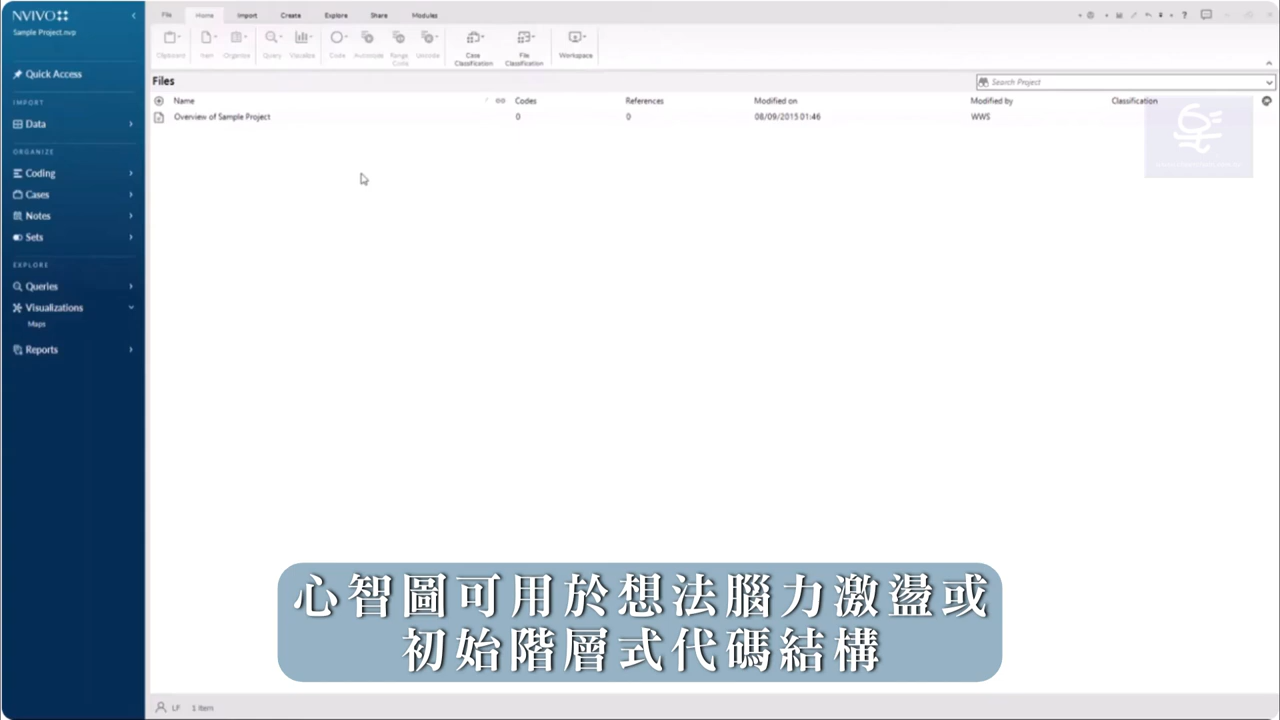 NVIVO
Sample Project.nvp
File Home Import Create Explore Share Modules
Clipboard Item Organize Query Visualize Code Autocode Range Code Uncode Case Classification File Classification Workspace
Quick Access
IMPORT
Data
ORGANIZE
Coding
Cases
Notes
Sets
EXPLORE
Queries
Visualizations
Maps
Reports
Files
Search Project
Name Codes References Modified on Modified by Classification
Overview of Sample Project 0 0 08/09/2015 01:46 WWS
心智圖可用於想法腦力激盪或
初始階層式代碼結構
LF 1 Item